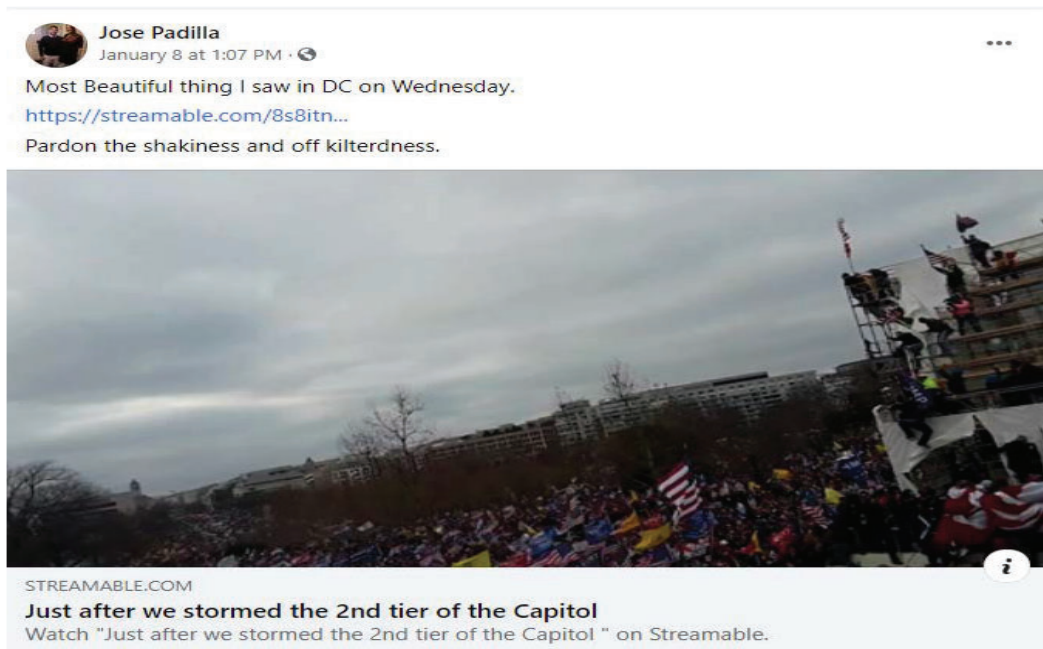 Jose Padilla
January 8 at 1:07 PM ·
Most Beautiful thing I saw in DC on Wednesday.
https://streamable.com/8s8itn...
Pardon the shakiness and off kilterdness.
STREAMABLE.COM
Just after we stormed the 2nd tier of the Capitol
Watch "Just after we stormed the 2nd tier of the Capitol " on Streamable.